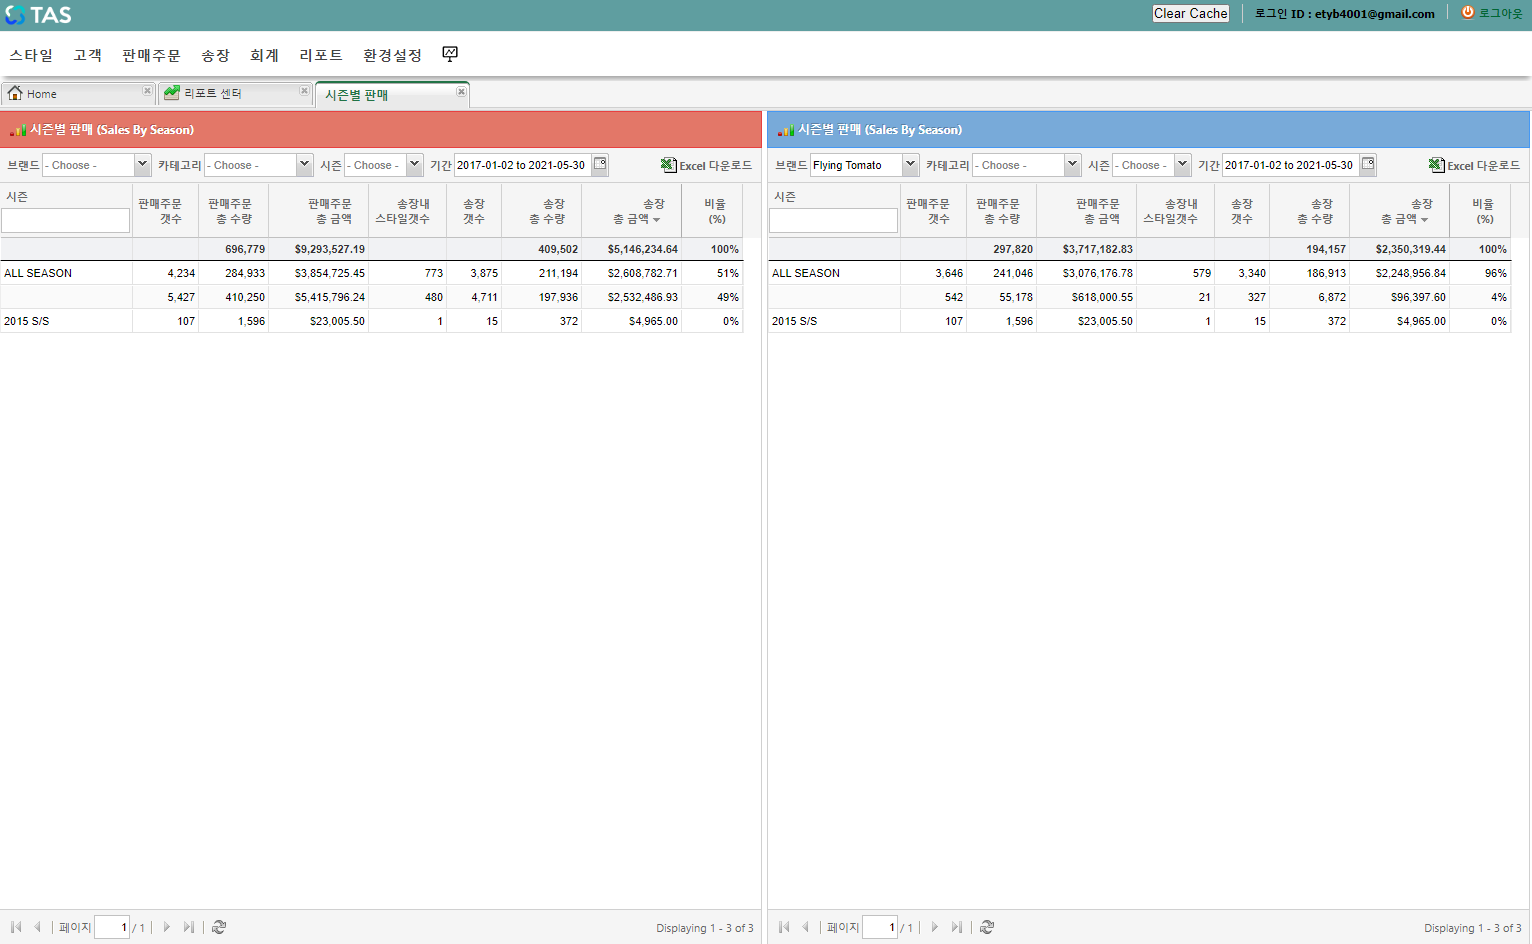 TAS
Clear Cache
로그인 ID : etyb4001@gmail.com
로그아웃
스타일 고객 판매주문 송장 회계 리포트 환경설정
Home
리포트 센터
시즌별 판매
시즌별 판매 (Sales By Season)
브랜드 - Choose - 카테고리 - Choose - 시즌 - Choose - 기간 2017-01-02 to 2021-05-30 Excel 다운로드
시즌
판매주문 갯수
판매주문 총 수량
판매주문 총 금액
송장내 스타일갯수
송장 갯수
송장 총 수량
송장 총 금액
비율 (%)
696,779 $9,293,527.19 409,502 $5,146,234.64 100%
ALL SEASON 4,234 284,933 $3,854,725.45 773 3,875 211,194 $2,608,782.71 51%
5,427 410,250 $5,415,796.24 480 4,711 197,936 $2,532,486.93 49%
2015 S/S 107 1,596 $23,005.50 1 15 372 $4,965.00 0%
페이지 1 / 1
Displaying 1 - 3 of 3
시즌별 판매 (Sales By Season)
브랜드 Flying Tomato 카테고리 - Choose - 시즌 - Choose - 기간 2017-01-02 to 2021-05-30 Excel 다운로드
시즌
판매주문 갯수
판매주문 총 수량
판매주문 총 금액
송장내 스타일갯수
송장 갯수
송장 총 수량
송장 총 금액
비율 (%)
297,820 $3,717,182.83 194,157 $2,350,319.44 100%
ALL SEASON 3,646 241,046 $3,076,176.78 579 3,340 186,913 $2,248,956.84 96%
542 55,178 $618,000.55 21 327 6,872 $96,397.60 4%
2015 S/S 107 1,596 $23,005.50 1 15 372 $4,965.00 0%
페이지 1 / 1
Displaying 1 - 3 of 3